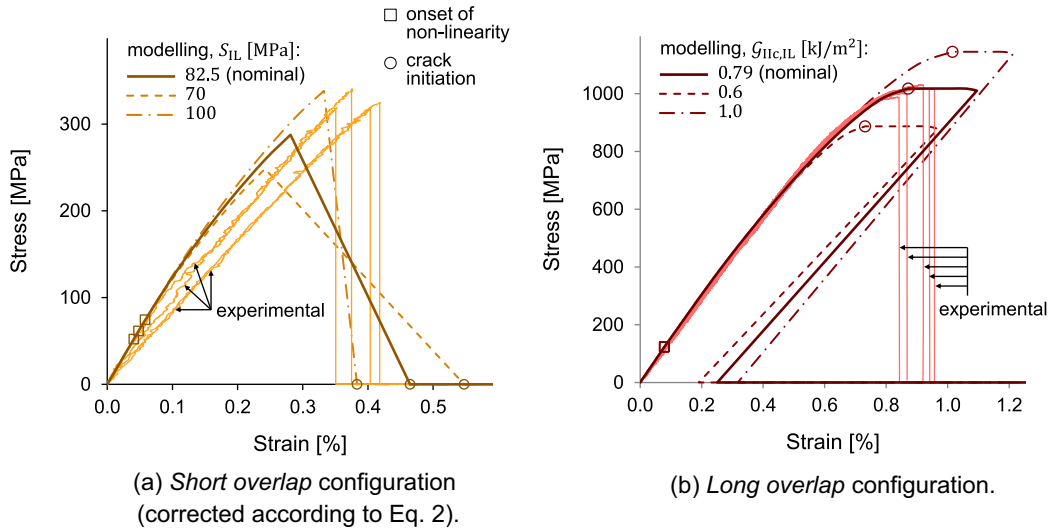 onset of
non-linearity
crack
initiation
modelling, S_IL [MPa]:
82.5 (nominal)
70
100
300
200
100
0
Stress [MPa]
experimental
0.0 0.1 0.2 0.3 0.4 0.5
Strain [%]
(a) Short overlap configuration
(corrected according to Eq. 2).
modelling, 𝒢_IIc,IL [kJ/m²]:
0.79 (nominal)
0.6
1.0
1000
800
600
400
200
0
Stress [MPa]
experimental
0.0 0.2 0.4 0.6 0.8 1.0 1.2
Strain [%]
(b) Long overlap configuration.